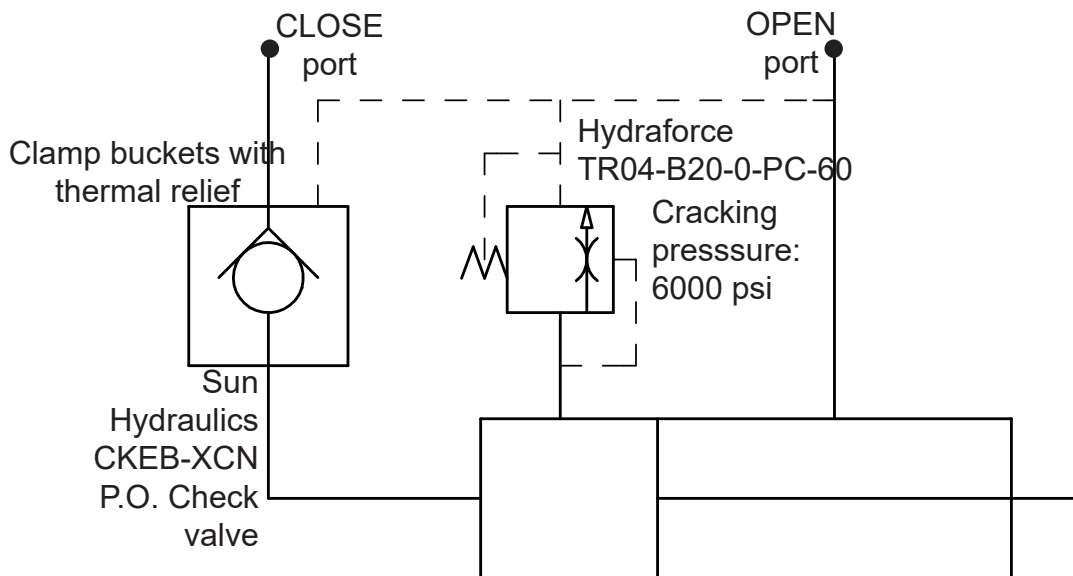 CLOSE
port
OPEN
port
Clamp buckets with
thermal relief
Hydraforce
TR04-B20-0-PC-60
Cracking
presssure:
6000 psi
Sun
Hydraulics
CKEB-XCN
P.O. Check
valve